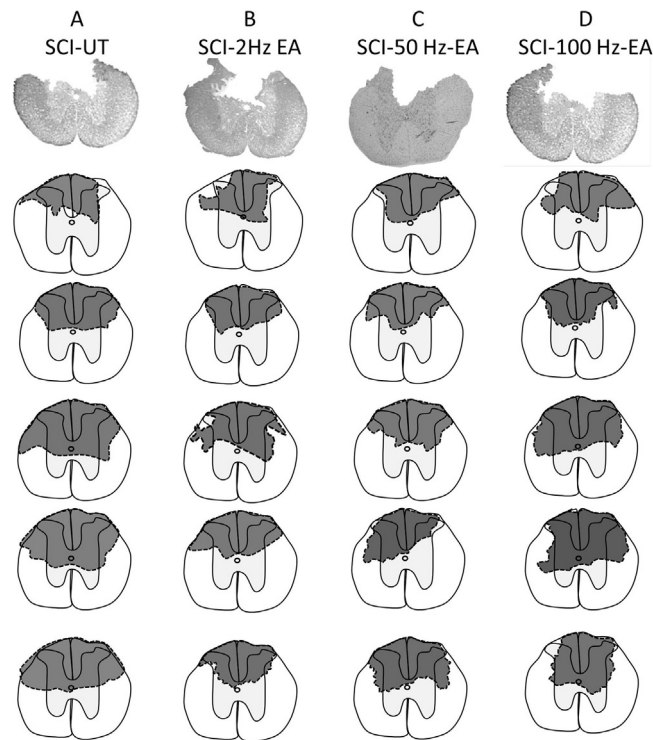 A
SCI-UT
B
SCI-2Hz EA
C
SCI-50 Hz-EA
D
SCI-100 Hz-EA